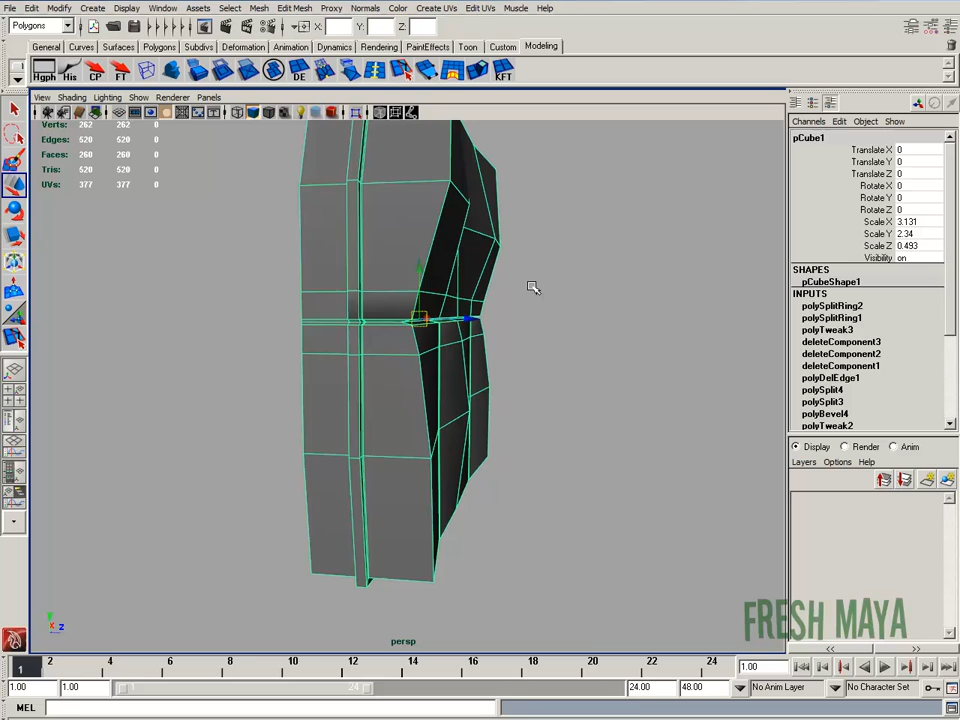 File Edit Modify Create Display Window Assets Select Mesh Edit Mesh Proxy Normals Color Create UVs Edit UVs Muscle Help
Polygons X: Y: Z:
General Curves Surfaces Polygons Subdivs Deformation Animation Dynamics Rendering PaintEffects Toon Custom Modeling
Hgph His CP FT DE KFT
View Shading Lighting Show Renderer Panels
Verts: 262 262 0
Edges: 520 520 0
Faces: 260 260 0
Tris: 520 520 0
UVs: 377 377 0
Channels Edit Object Show
pCube1
Translate X 0
Translate Y 0
Translate Z 0
Rotate X 0
Rotate Y 0
Rotate Z 0
Scale X 3.131
Scale Y 2.34
Scale Z 0.493
Visibility on
SHAPES
pCubeShape1
INPUTS
polySplitRing2
polySplitRing1
polyTweak3
deleteComponent3
deleteComponent2
deleteComponent1
polyDelEdge1
polySplit4
polySplit3
polyBevel4
polyTweak2
Display Render Anim
Layers Options Help
y
x z
persp
FRESH MAYA
1 2 4 6 8 10 12 14 16 18 20 22 24 1.00
1.00 1.00 24 24.00 48.00 No Anim Layer No Character Set
MEL